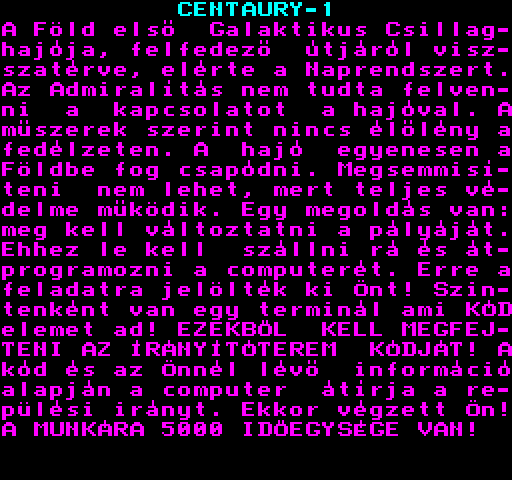 CENTAURY-1
A Föld elsö  Galaktikus Csillag-
hajója, felfedezö  útjáról visz-
szatérve, elérte a Naprendszert.
Az Admiralitás nem tudta felven-
ni  a  kapcsolatot  a hajóval. A
müszerek szerint nincs élölény a
fedélzeten. A  hajó  egyenesen a
Földbe fog csapódni. Megsemmisi-
teni  nem lehet, mert teljes vé-
delme müködik. Egy megoldás van:
meg kell változtatni a pályáját.
Ehhez le kell  szállni rá és át-
programozni a computerét. Erre a
feladatra jelölték ki Önt! Szin-
tenként van egy terminál ami KÓD
elemet ad! EZEKBÖL  KELL MEGFEJ-
TENI AZ IRÁNYITÓTEREM  KÓDJÁT! A
kód és az Önnél lévö  információ
alapján a computer  átirja a re-
pülési irányt. Ekkor végzett Ön!
A MUNKÁRA 5000 IDÖEGYSÉGE VAN!